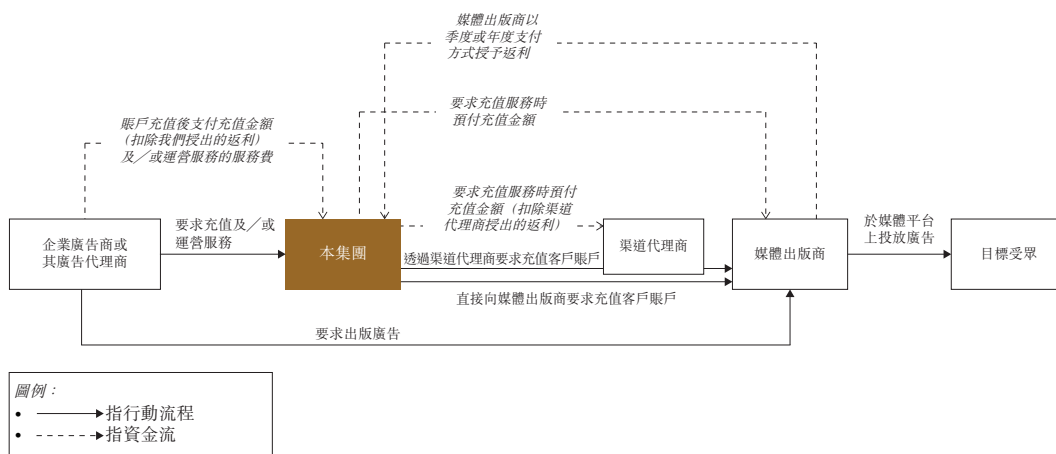 媒體出版商以
季度或年度支付
方式授予返利
要求充值服務時
預付充值金額
賬戶充值後支付充值金額
（扣除我們授出的返利）
及／或運營服務的服務費
要求充值服務時預付
充值金額（扣除渠道
代理商授出的返利）
企業廣告商或
其廣告代理商
要求充值及／或
運營服務
本集團
渠道代理商
媒體出版商
於媒體平台
上投放廣告
目標受眾
透過渠道代理商要求充值客戶賬戶
直接向媒體出版商要求充值客戶賬戶
要求出版廣告
圖例：
• 指行動流程
• 指資金流